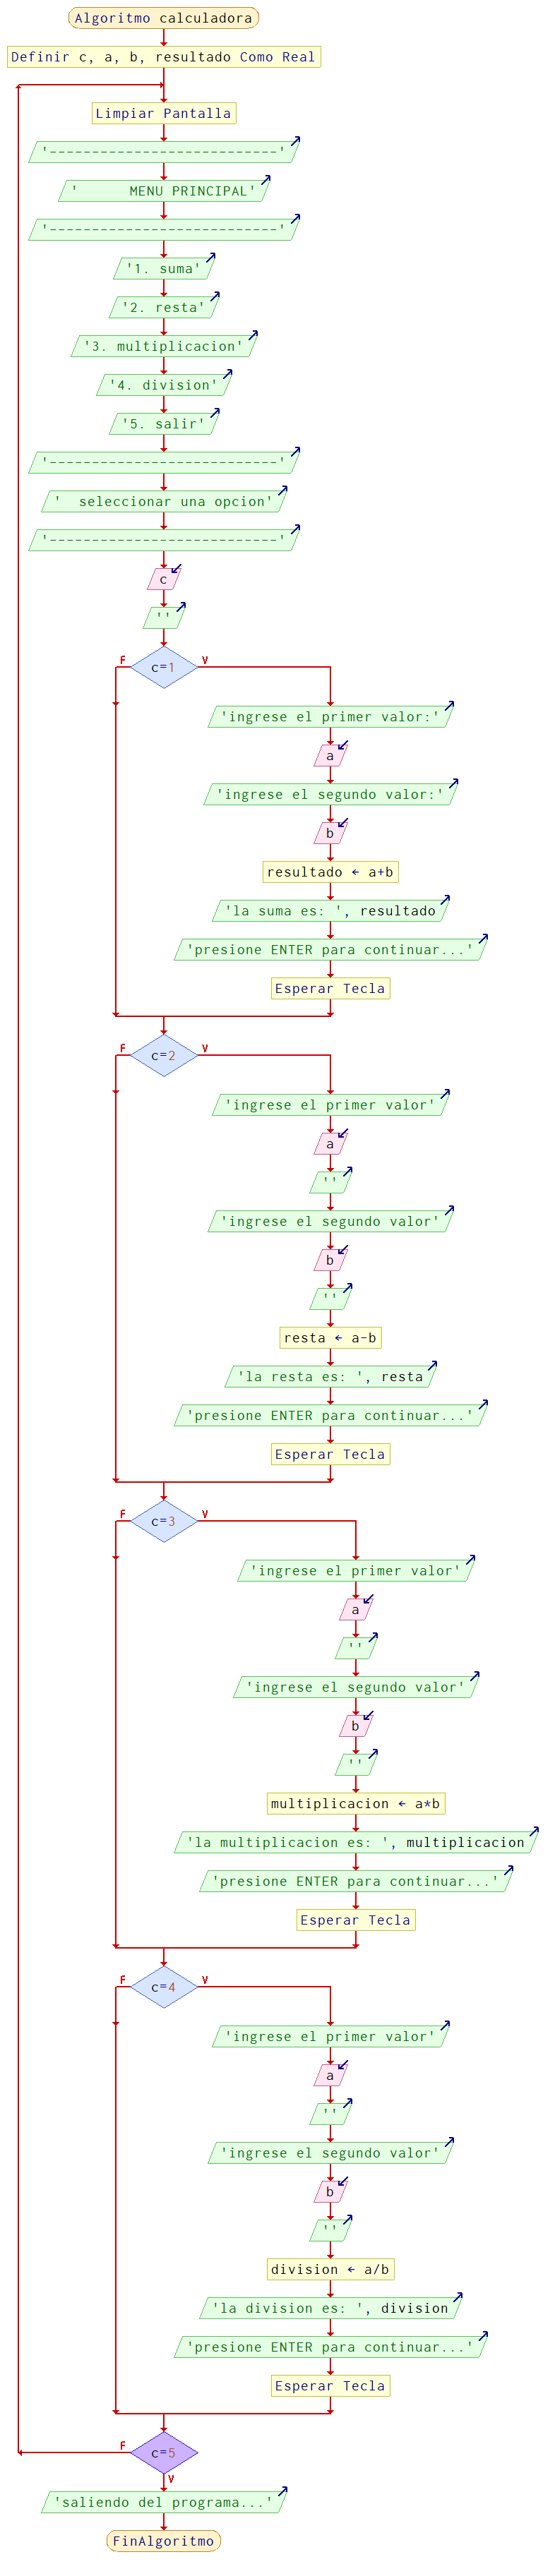 Algoritmo calculadora
Definir c, a, b, resultado Como Real
Limpiar Pantalla
'---------------------------'
'      MENU PRINCIPAL'
'---------------------------'
'1. suma'
'2. resta'
'3. multiplicacion'
'4. division'
'5. salir'
'---------------------------'
'  seleccionar una opcion'
'---------------------------'
c
''
F c=1 V
'ingrese el primer valor:'
a
'ingrese el segundo valor:'
b
resultado ← a+b
'la suma es: ', resultado
'presione ENTER para continuar...'
Esperar Tecla
F c=2 V
'ingrese el primer valor'
a
''
'ingrese el segundo valor'
b
''
resta ← a-b
'la resta es: ', resta
'presione ENTER para continuar...'
Esperar Tecla
F c=3 V
'ingrese el primer valor'
a
''
'ingrese el segundo valor'
b
''
multiplicacion ← a*b
'la multiplicacion es: ', multiplicacion
'presione ENTER para continuar...'
Esperar Tecla
F c=4 V
'ingrese el primer valor'
a
''
'ingrese el segundo valor'
b
''
division ← a/b
'la division es: ', division
'presione ENTER para continuar...'
Esperar Tecla
F c=5
V
'saliendo del programa...'
FinAlgoritmo